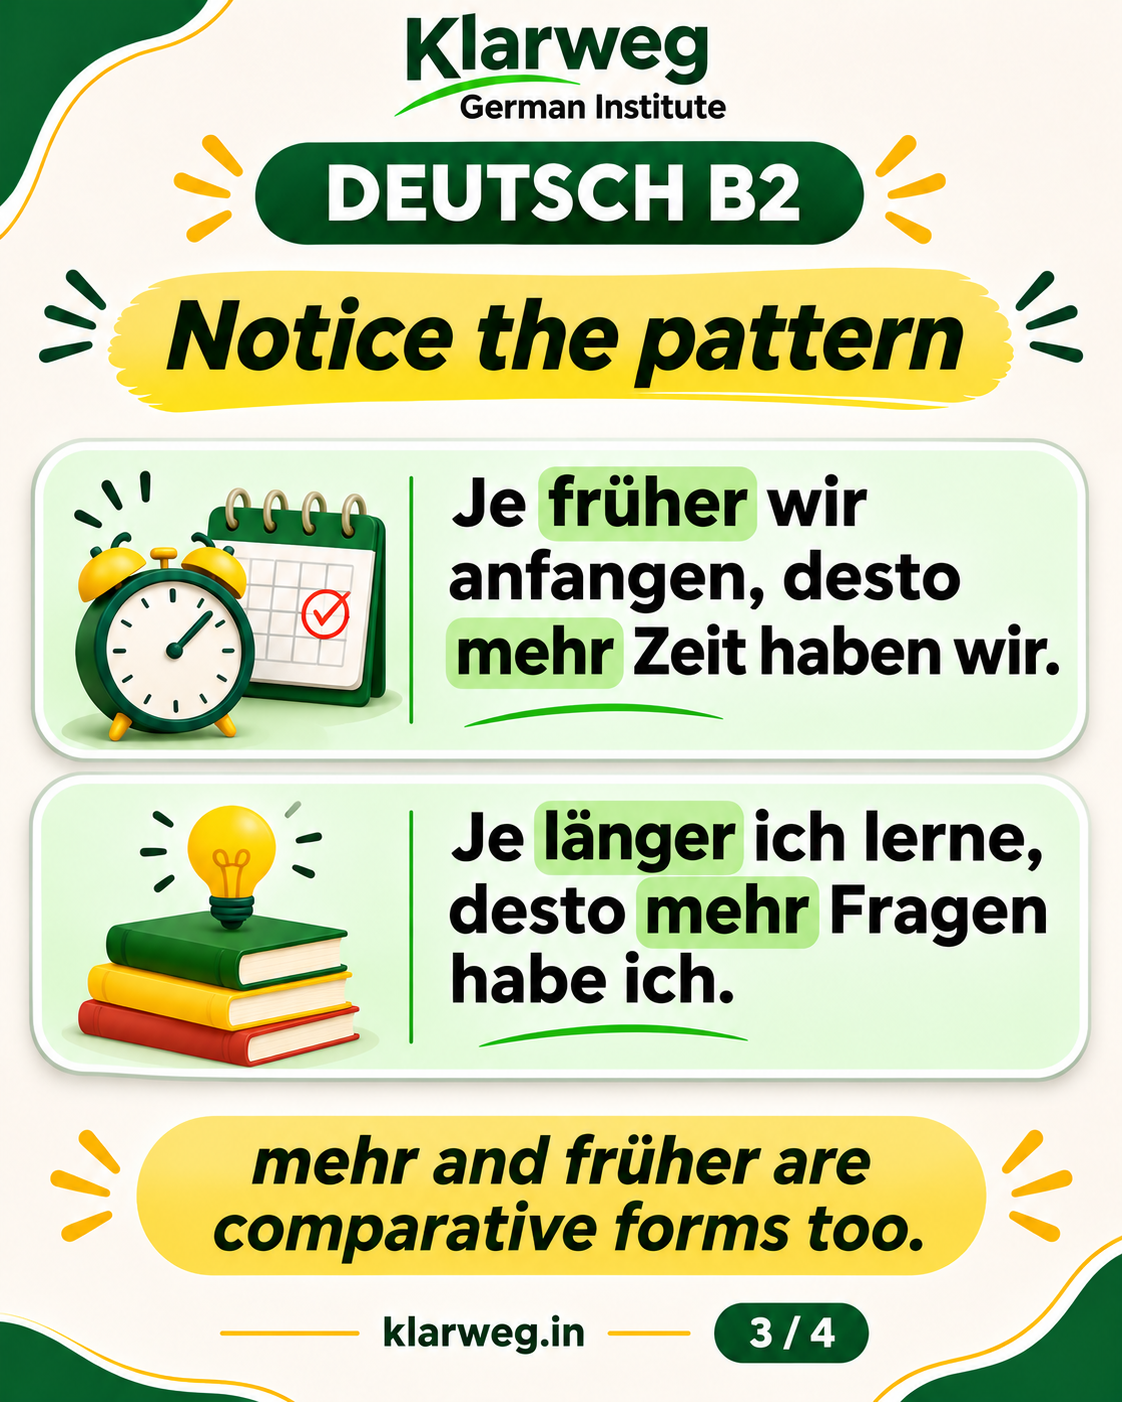 Klarweg
German Institute
DEUTSCH B2
Notice the pattern
Je früher wir
anfangen, desto
mehr Zeit haben wir.
Je länger ich lerne,
desto mehr Fragen
habe ich.
mehr and früher are
comparative forms too.
klarweg.in
3 / 4